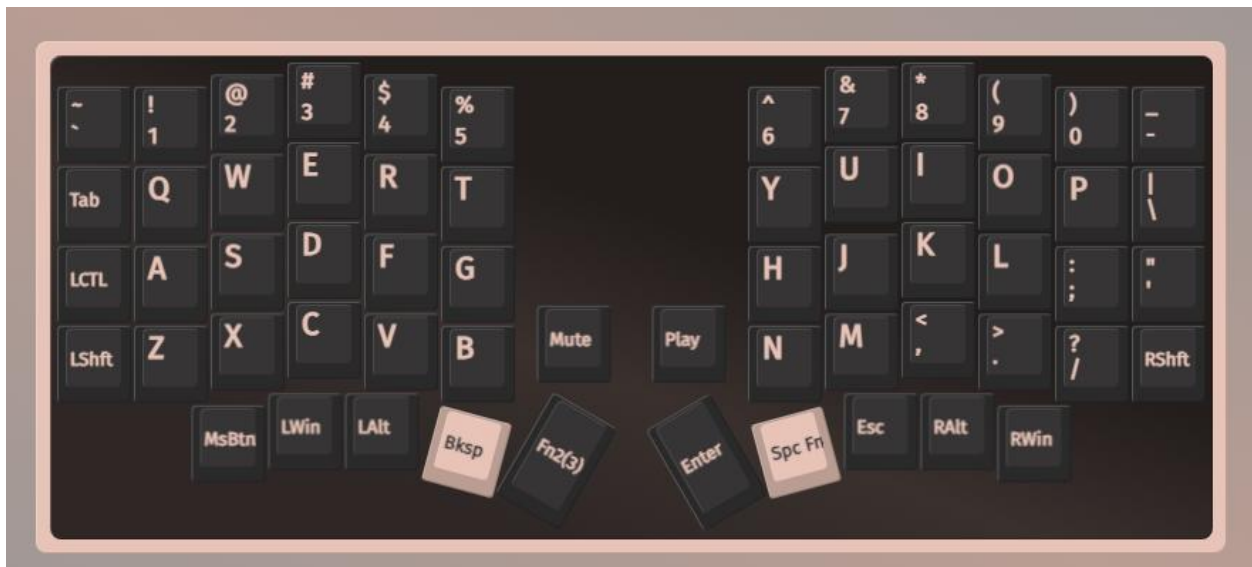 ~ ! @ # $ % ^ & * ( ) _
` 1 2 3 4 5 6 7 8 9 0 -
Tab Q W E R T Y U I O P |
\
LCTL A S D F G H J K L : "
; '
LShft Z X C V B Mute Play N M < > ? RShft
, . /
MsBtn LWin LAlt Bksp Fn2(3) Enter Spc Fn Esc RAlt RWin